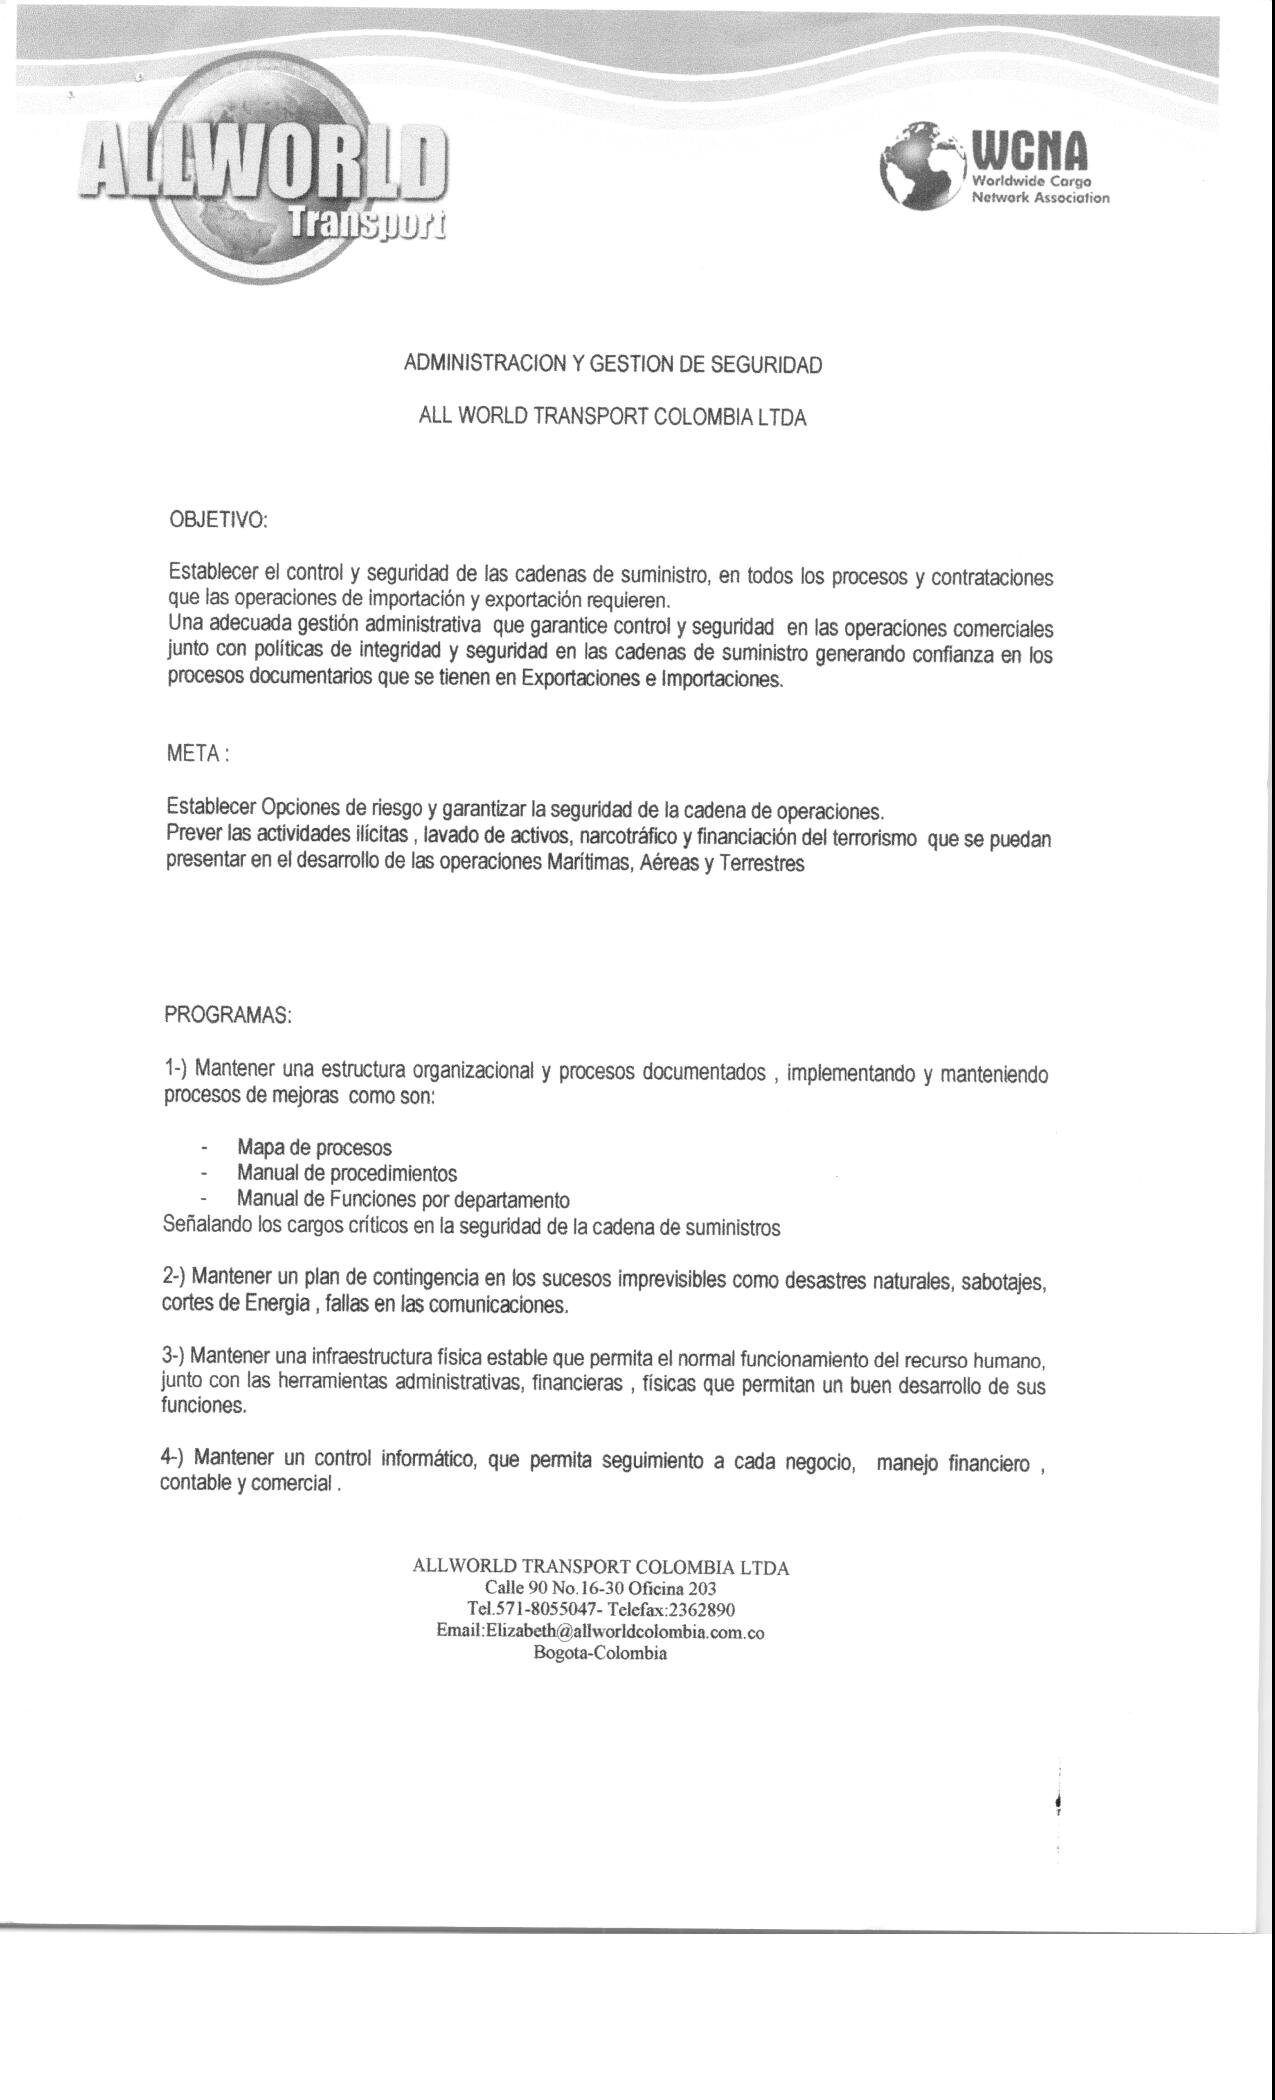 ALLWORLD
Transport
WCNA
Worldwide Cargo
Network Association
ADMINISTRACION Y GESTION DE SEGURIDAD
ALL WORLD TRANSPORT COLOMBIA LTDA
OBJETIVO:
Establecer el control y seguridad de las cadenas de suministro, en todos los procesos y contrataciones
que las operaciones de importación y exportación requieren.
Una adecuada gestión administrativa que garantice control y seguridad en las operaciones comerciales
junto con políticas de integridad y seguridad en las cadenas de suministro generando confianza en los
procesos documentarios que se tienen en Exportaciones e Importaciones.
META :
Establecer Opciones de riesgo y garantizar la seguridad de la cadena de operaciones.
Prever las actividades ilícitas , lavado de activos, narcotráfico y financiación del terrorismo que se puedan
presentar en el desarrollo de las operaciones Marítimas, Aéreas y Terrestres
PROGRAMAS:
1-) Mantener una estructura organizacional y procesos documentados , implementando y manteniendo
procesos de mejoras como son:
- Mapa de procesos
- Manual de procedimientos
- Manual de Funciones por departamento
Señalando los cargos críticos en la seguridad de la cadena de suministros
2-) Mantener un plan de contingencia en los sucesos imprevisibles como desastres naturales, sabotajes,
cortes de Energia , fallas en las comunicaciones.
3-) Mantener una infraestructura física estable que permita el normal funcionamiento del recurso humano,
junto con las herramientas administrativas, financieras , físicas que permitan un buen desarrollo de sus
funciones.
4-) Mantener un control informático, que permita seguimiento a cada negocio, manejo financiero ,
contable y comercial .
ALLWORLD TRANSPORT COLOMBIA LTDA
Calle 90 No.16-30 Oficina 203
Tel.571-8055047- Telefax:2362890
Email:Elizabeth@allworldcolombia.com.co
Bogota-Colombia